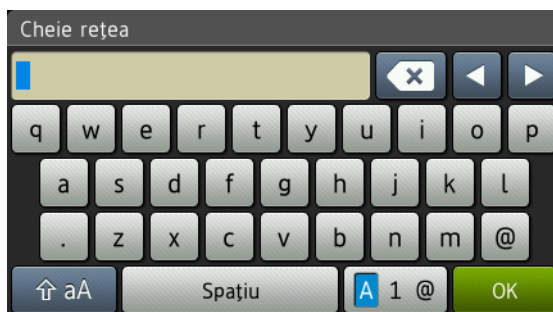 Cheie rețea
q w e r t y u i o p
a s d f g h j k l
. z x c v b n m @
aA Spațiu A 1 @ OK